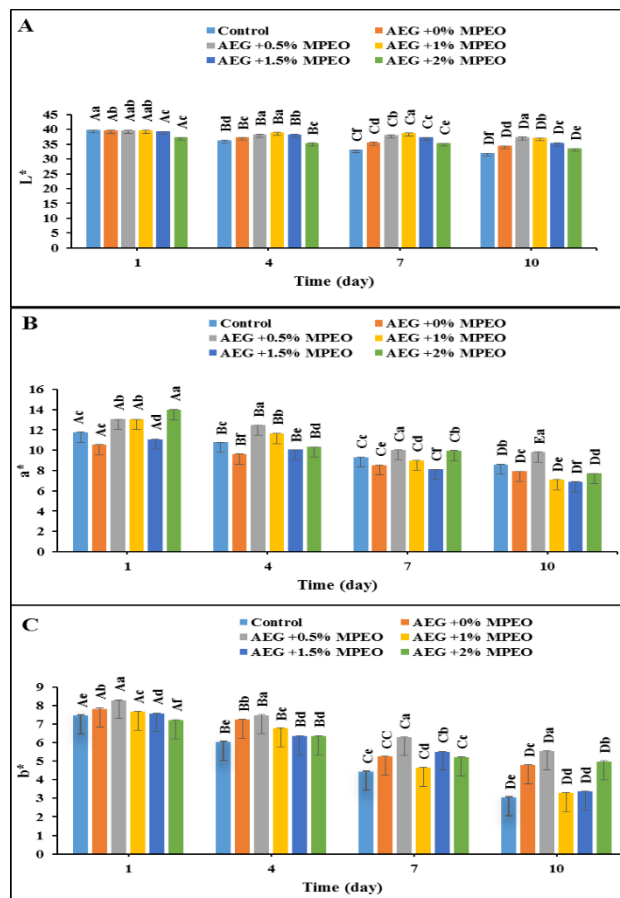 A
Control
AEG +0% MPEO
AEG +0.5% MPEO
AEG +1% MPEO
AEG +1.5% MPEO
AEG +2% MPEO
Aa Ab Aab Aab Ac Ac Bd Bc Ba Ba Bb Bc Cf Cd Cb Ca Cc Ce Df Dd Da Db Dc De
45
40
35
30
25
20
15
10
5
0
L*
1 4 7 10
Time (day)
B
Control
AEG +0% MPEO
AEG +0.5% MPEO
AEG +1% MPEO
AEG +1.5% MPEO
AEG +2% MPEO
Ac Ac Ab Ab Ad Aa Bc Bf Ba Bb Be Bd Cc Ce Ca Cd Cf Cb Db Dc Ea De Df Dd
16
14
12
10
8
6
4
2
0
a*
1 4 7 10
Time (day)
C
Control
AEG +0% MPEO
AEG +0.5% MPEO
AEG +1% MPEO
AEG +1.5% MPEO
AEG +2% MPEO
Ae Ab Aa Ac Ad Af Be Bb Ba Bc Bd Bd Ce CC Ca Cd Cb Cc De Dc Da Dd Dd Db
9
8
7
6
5
4
3
2
1
0
b*
1 4 7 10
Time (day)